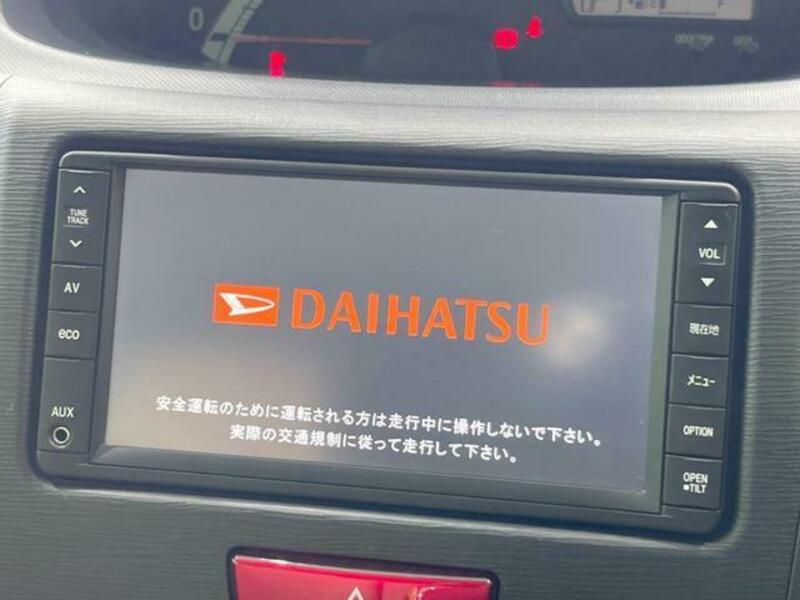 0
F
TUNE
TRACK
AV
eco
AUX
DAIHATSU
安全運転のために運転される方は走行中に操作しないで下さい。
実際の交通規制に従って走行して下さい。
VOL
現在地
メニュー
OPTION
OPEN
■TILT